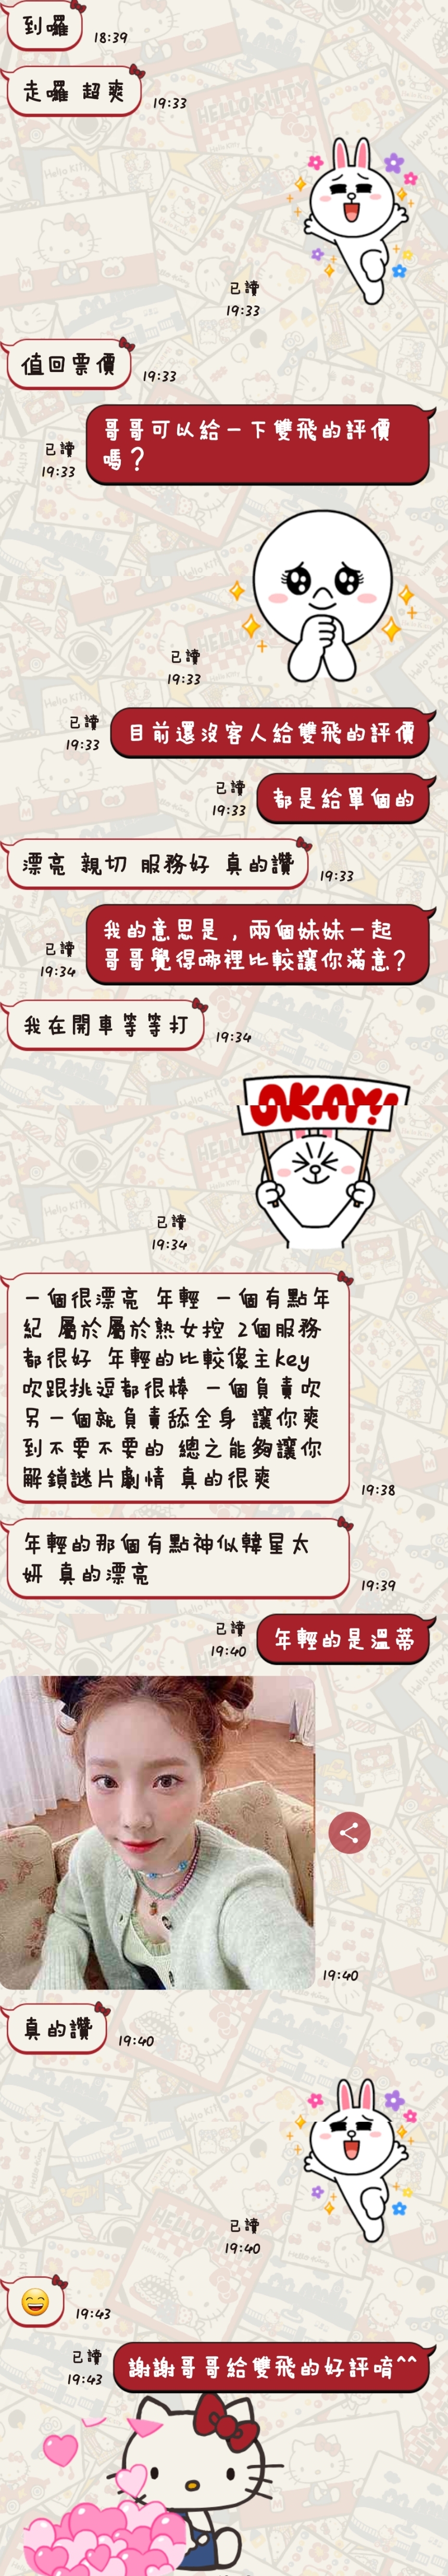 到囉
18:39
走囉 超爽
19:33
已讀
19:33
值回票價
19:33
哥哥可以給一下雙飛的評價
嗎？
已讀
19:33
已讀
19:33
已讀
19:33
目前還沒客人給雙飛的評價
已讀
19:33
都是給單個的
漂亮 親切 服務好 真的讚
19:33
我的意思是，兩個妹妹一起
哥哥覺得哪裡比較讓你滿意？
已讀
19:34
我在開車等等打
19:34
OKAY!
已讀
19:34
一個很漂亮 年輕 一個有點年
紀 屬於屬於熟女控 2個服務
都很好 年輕的比較像主key
吹跟挑逗都很棒 一個負責吹
另一個就負責舔全身 讓你爽
到不要不要的 總之能夠讓你
解鎖謎片劇情 真的很爽
19:38
年輕的那個有點神似韓星太
妍 真的漂亮
19:39
已讀
19:40
年輕的是溫蒂
19:40
真的讚
19:40
已讀
19:40
19:43
已讀
19:43
謝謝哥哥給雙飛的好評唷^^